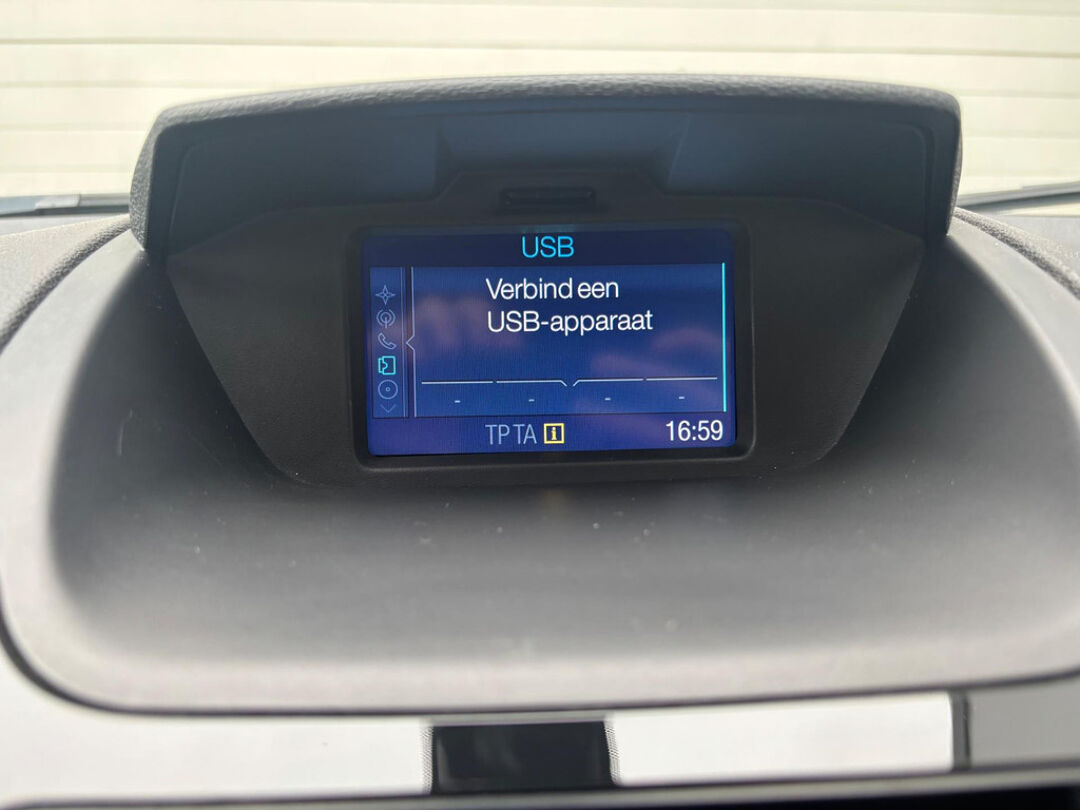 USB
Verbind een
USB-apparaat
- - - -
TP TA i 16:59